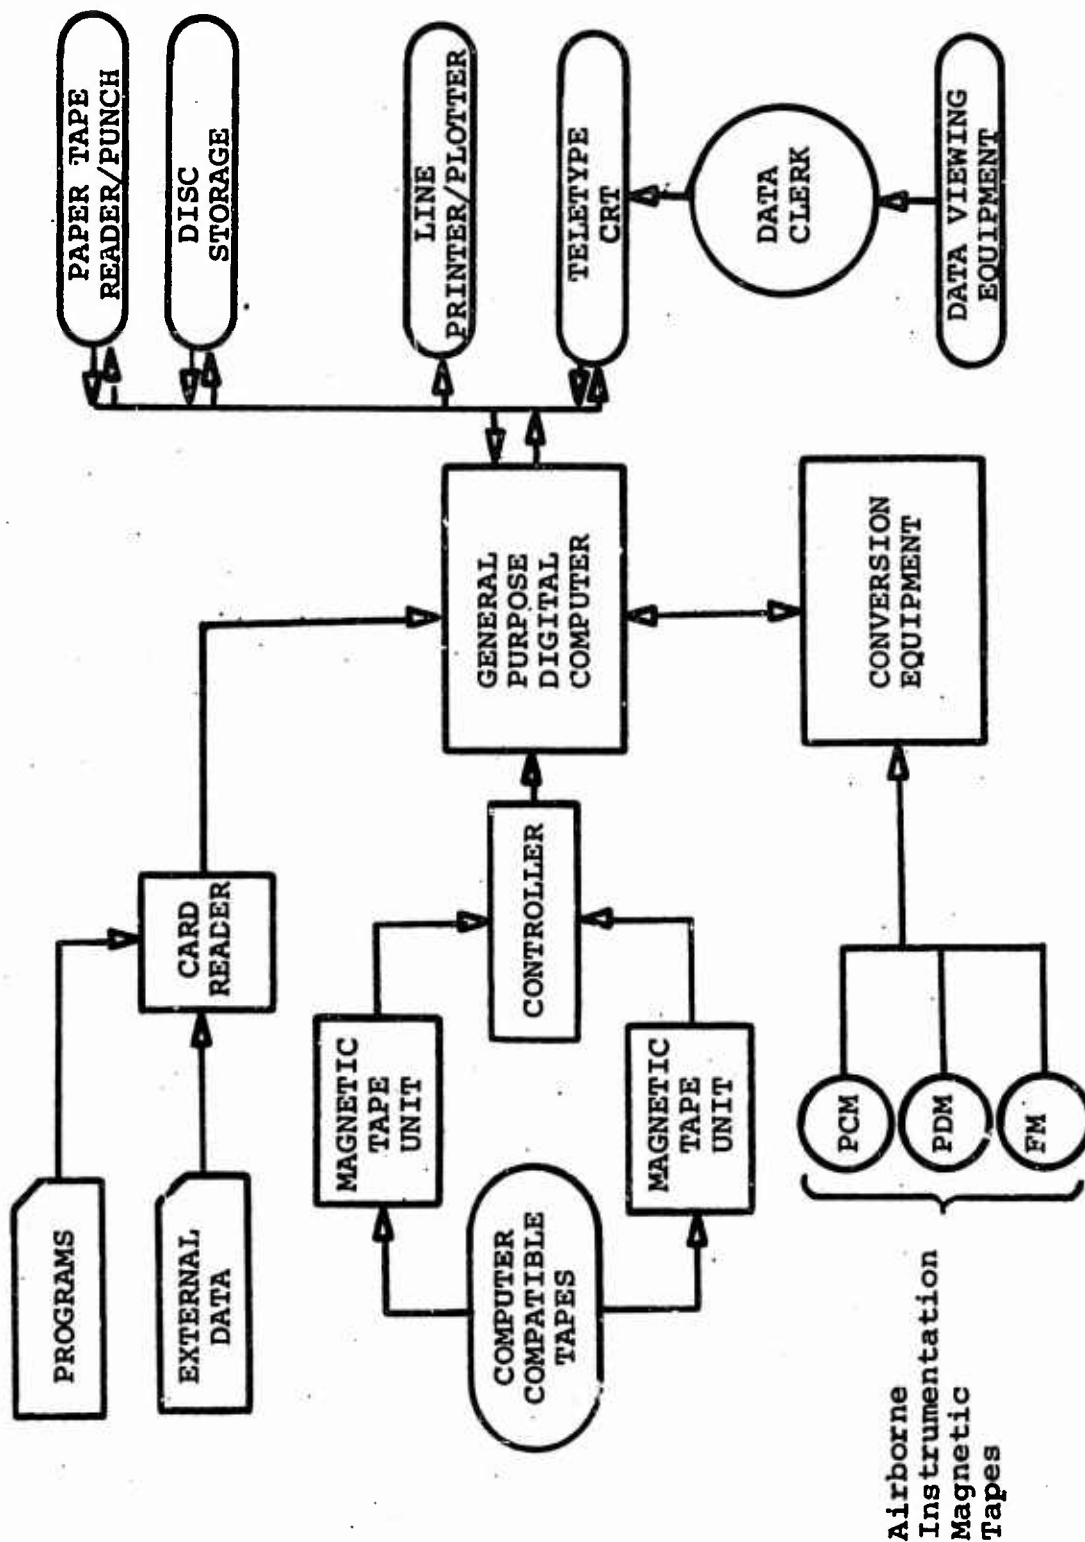 PROGRAMS
EXTERNAL
DATA
CARD
READER
COMPUTER
COMPATIBLE
TAPES
MAGNETIC
TAPE
UNIT
MAGNETIC
TAPE
UNIT
CONTROLLER
GENERAL
PURPOSE
DIGITAL
COMPUTER
PAPER TAPE
READER/PUNCH
DISC
STORAGE
LINE
PRINTER/PLOTTER
TELETYPE
CRT
DATA
CLERK
DATA VIEWING
EQUIPMENT
CONVERSION
EQUIPMENT
PCM
PDM
FM
Airborne
Instrumentation
Magnetic
Tapes